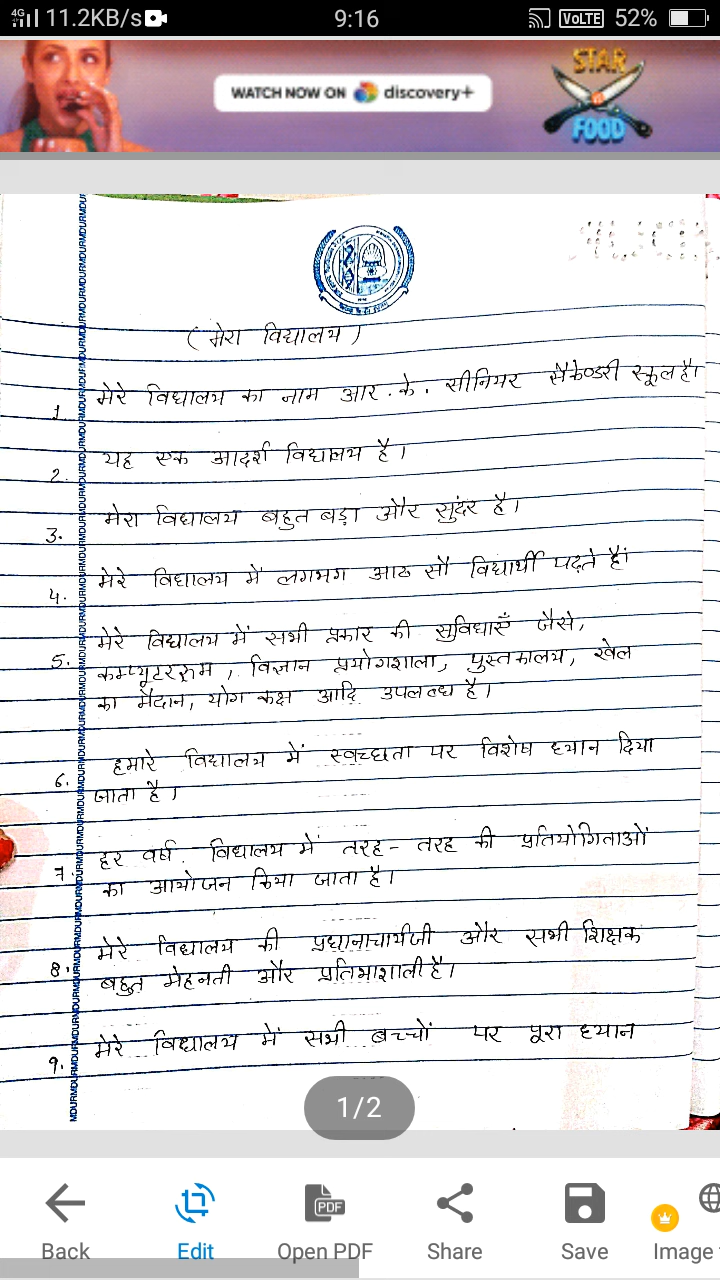 4G 11.2KB/s 9:16 VoLTE 52%
WATCH NOW ON discovery+
STAR
FOOD
( मेरा विद्यालय )
1. मेरे विद्यालय का नाम आर. के. सीनियर सैकेण्डरी स्कूल है।
2. यह एक आदर्श विद्यालय है।
3. मेरा विद्यालय बहुत बड़ा और सुंदर है।
4. मेरे विद्यालय में लगभग आठ सौ विद्यार्थी पढ़ते हैं।
5. मेरे विद्यालय में सभी प्रकार की सुविधाएँ जैसे,
कम्प्यूटररूम, विज्ञान प्रयोगशाला, पुस्तकालय, खेल
का मैदान, योग कक्ष आदि उपलब्ध है।
6. हमारे विद्यालय में स्वच्छता पर विशेष ध्यान दिया
जाता है।
7. हर वर्ष विद्यालय में तरह-तरह की प्रतियोगिताओं
का आयोजन किया जाता है।
8. मेरे विद्यालय की प्रधानाचार्यजी और सभी शिक्षक
बहुत मेहनती और प्रतिभाशाली है।
9. मेरे विद्यालय में सभी बच्चों पर पूरा ध्यान
MDURMDURMDURMDURMDURMDURMDURMDURMDUR
1/2
Back Edit Open PDF Share Save Image